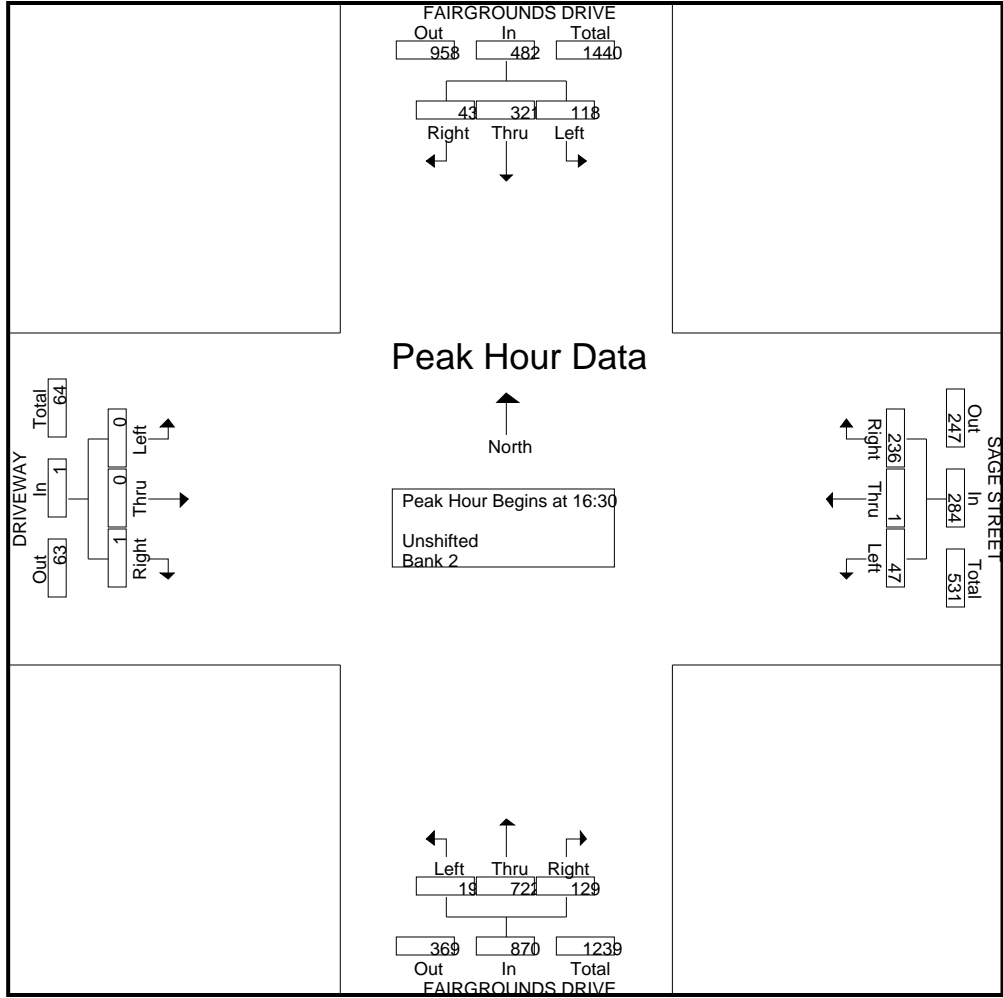 FAIRGROUNDS DRIVE
Out In Total
958 482 1440
43 321 118
Right Thru Left
Peak Hour Data
North
Peak Hour Begins at 16:30
Unshifted
Bank 2
DRIVEWAY
Out In Total
63 1 64
1 0 0
Right Thru Left
SAGE STREET
Out In Total
247 284 531
236 1 47
Right Thru Left
Left Thru Right
19 722 129
369 870 1239
Out In Total
FAIRGROUNDS DRIVE